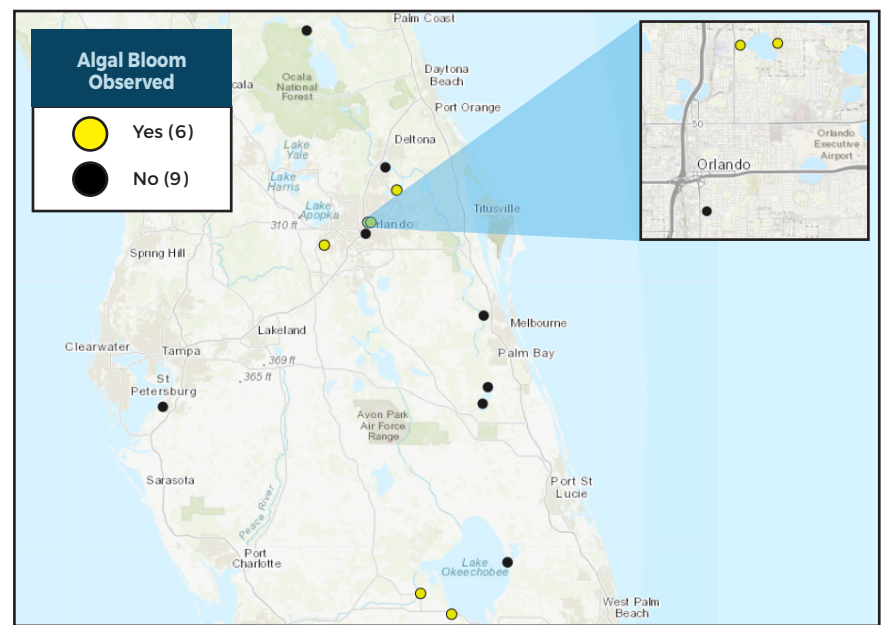 Palm Coast
Algal Bloom
Observed
Yes (6)
No (9)
cala
Ocala
National
Forest
Daytona
Beach
Port Orange
Deltona
Lake
Yale
Lake
Harris
Lake
Apopka
310 ft
Orlando
Titusville
Spring Hill
50
Orlando
Executive
Airport
Orlando
Melbourne
Palm Bay
Lakeland
Clearwater
Tampa
369 ft
365 ft
St
Petersburg
Avon Park
Air Force
Range
Sarasota
Port St
Lucie
Peace River
Port
Charlotte
Lake
Okeechobee
West Palm
Beach